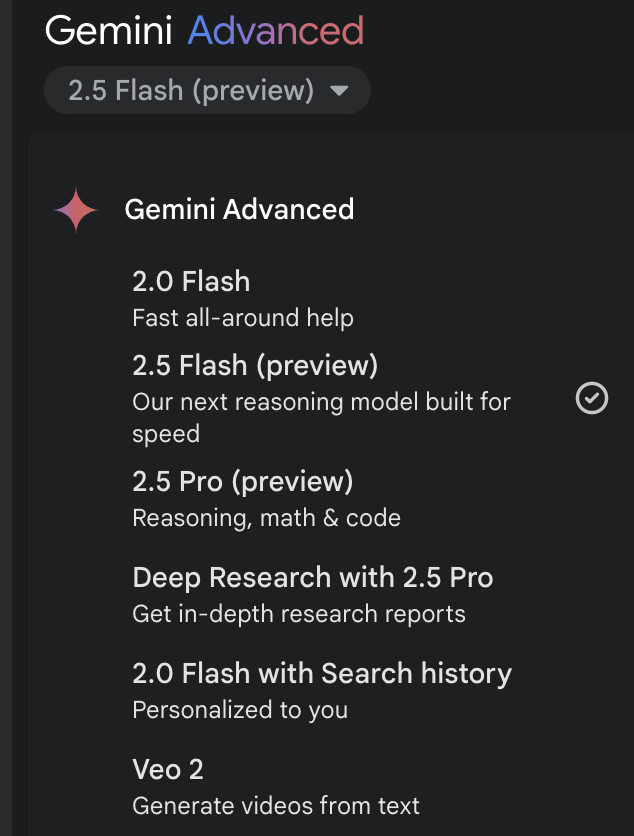 Gemini Advanced
2.5 Flash (preview)
Gemini Advanced
2.0 Flash
Fast all-around help
2.5 Flash (preview)
Our next reasoning model built for
speed
2.5 Pro (preview)
Reasoning, math & code
Deep Research with 2.5 Pro
Get in-depth research reports
2.0 Flash with Search history
Personalized to you
Veo 2
Generate videos from text